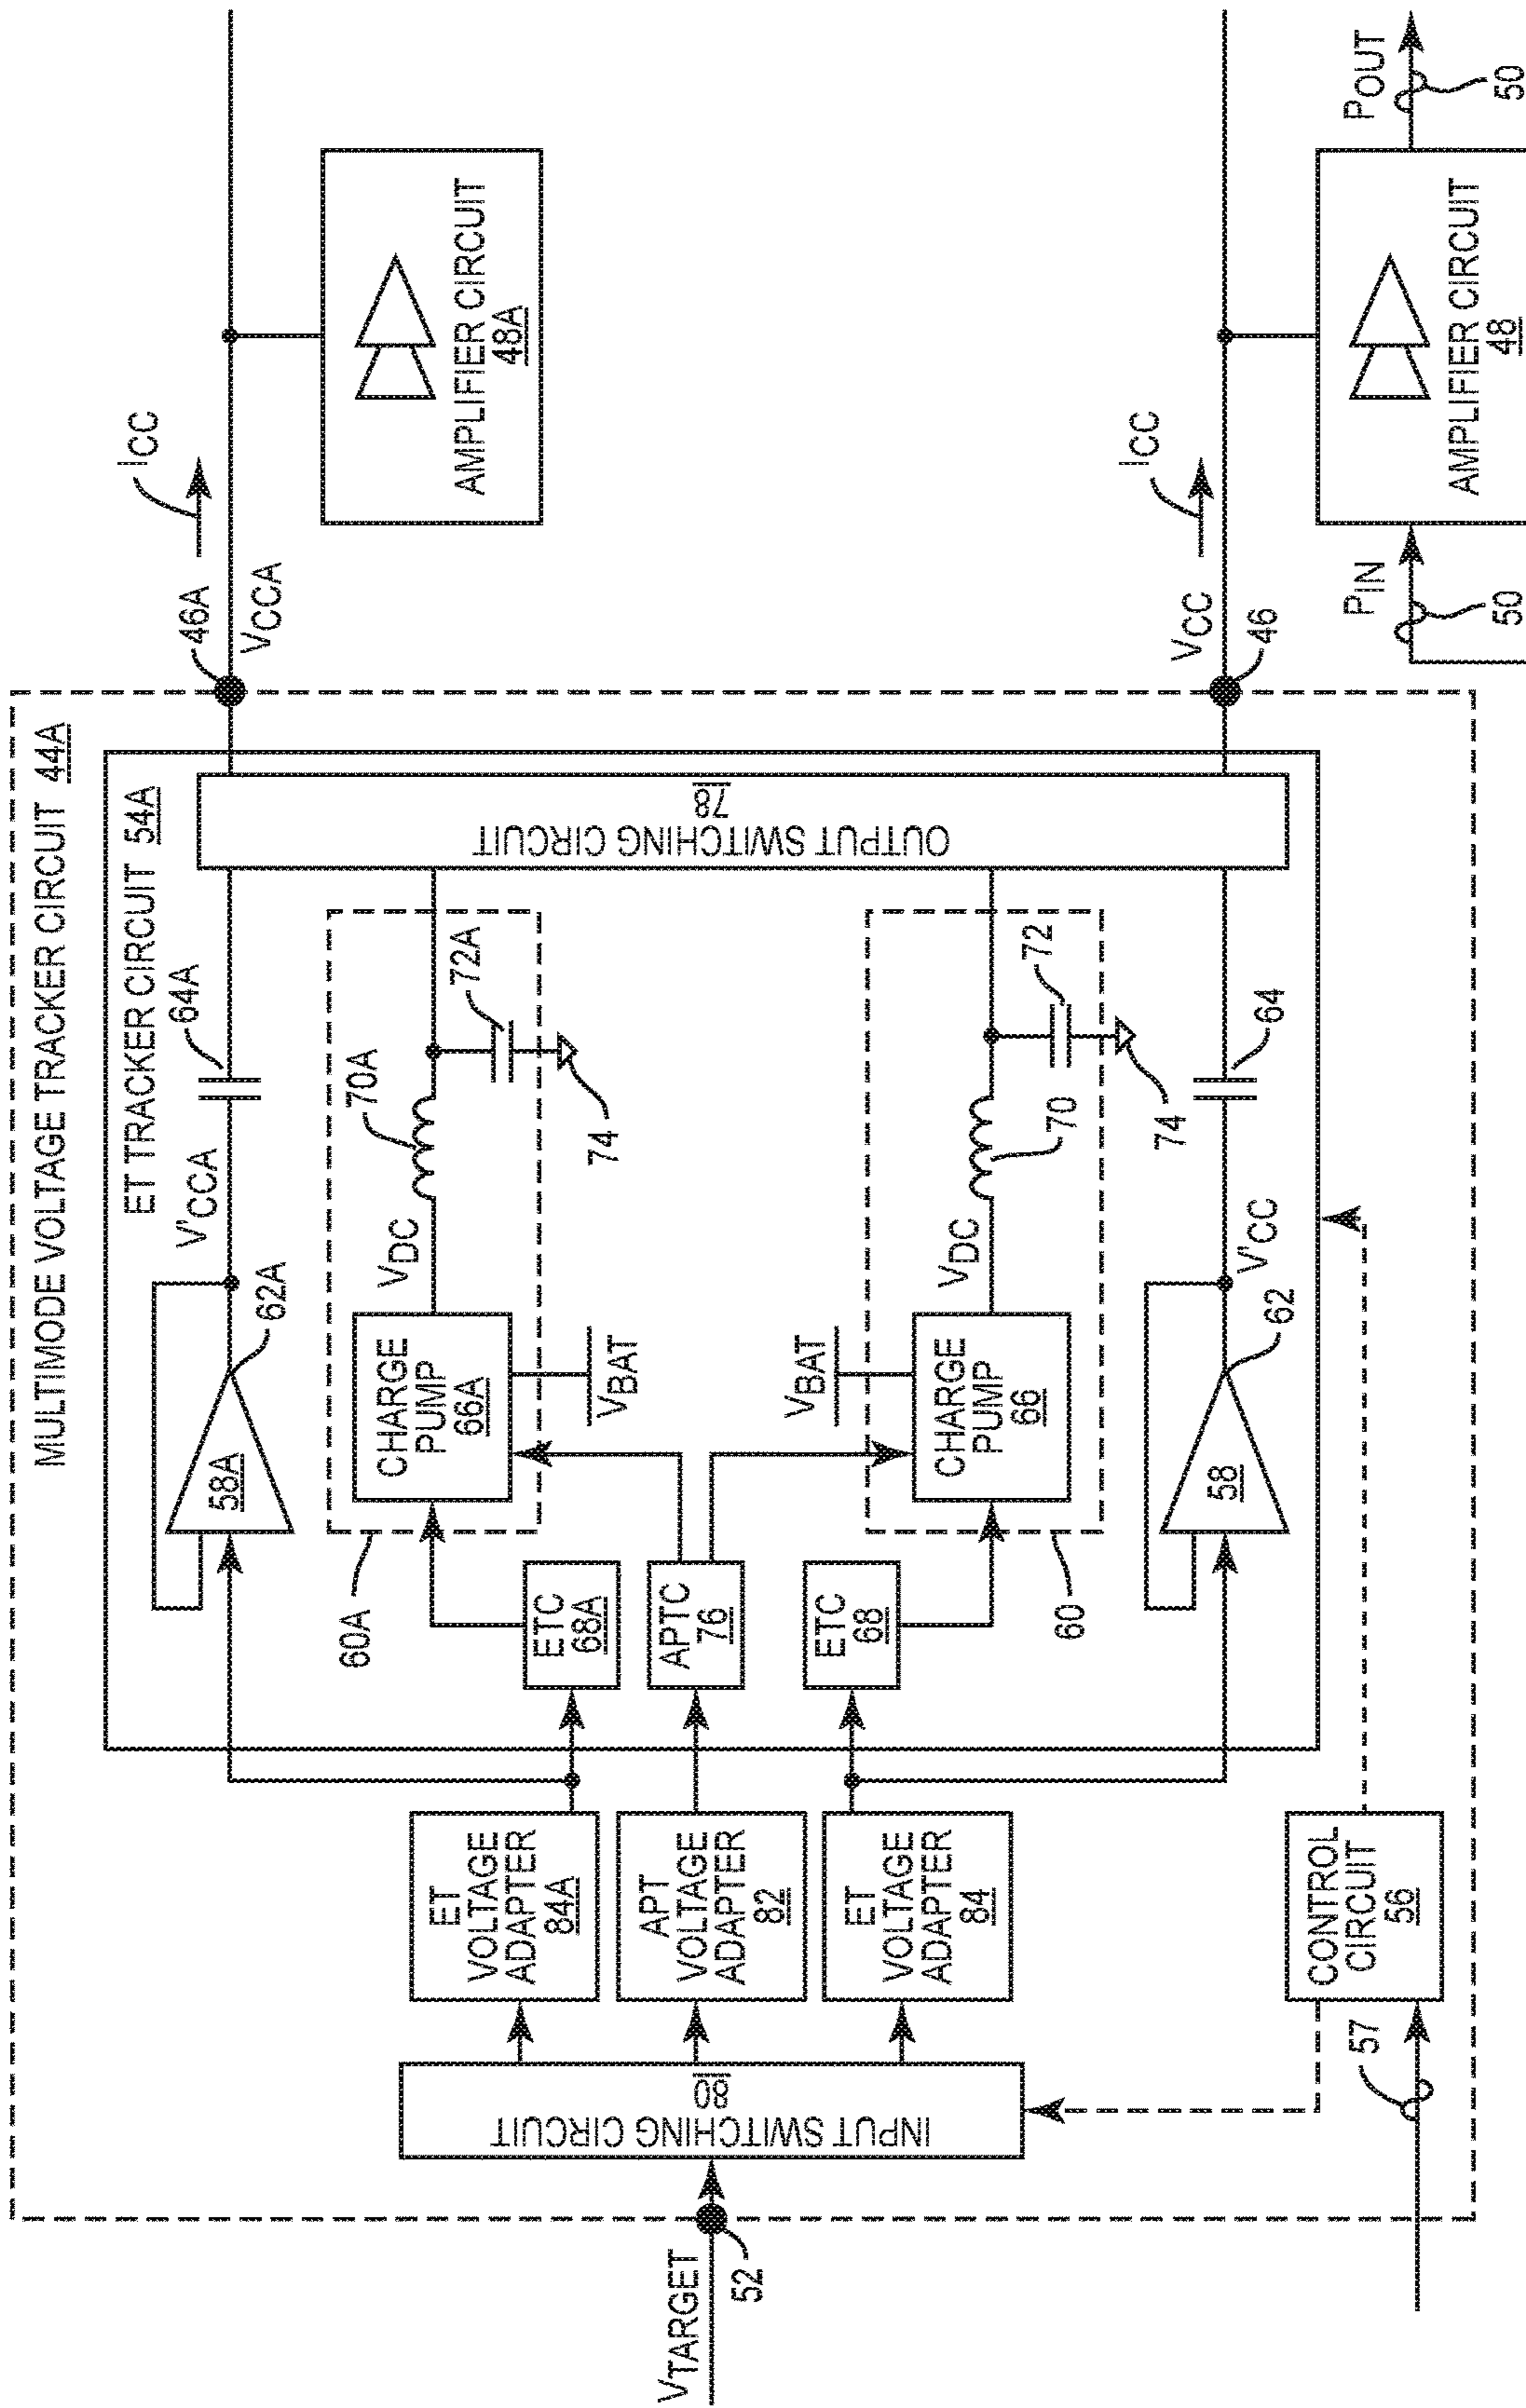 MULTIMODE VOLTAGE TRACKER CIRCUIT 44A
ET TRACKER CIRCUIT 54A
VTARGET
52
INPUT SWITCHING CIRCUIT
80
ET
VOLTAGE
ADAPTER
84A
APT
VOLTAGE
ADAPTER
82
ET
VOLTAGE
ADAPTER
84
CONTROL
CIRCUIT
56
57
58A
62A
V'CCA
64A
60A
ETC
68A
CHARGE
PUMP
66A
VBAT
VDC
70A
72A
74
APTC
76
ETC
68
60
VBAT
CHARGE
PUMP
66
VDC
70
72
74
58
62
V'CC
64
OUTPUT SWITCHING CIRCUIT
78
46A
VCCA
ICC
AMPLIFIER CIRCUIT
48A
VCC
46
ICC
PIN
50
AMPLIFIER CIRCUIT
48
POUT
50